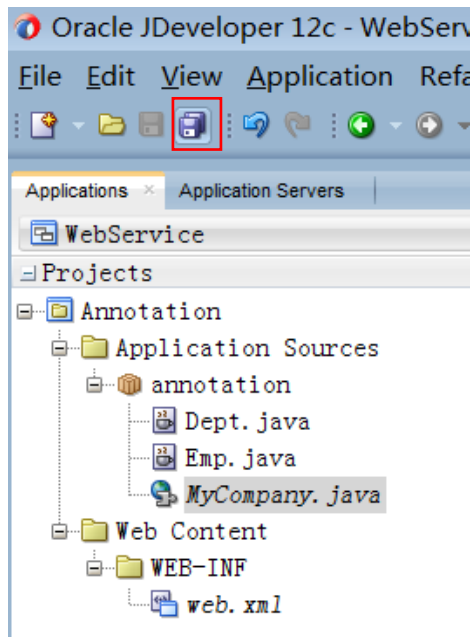 Oracle JDeveloper 12c - WebServ
File Edit View Application Refa
Applications × Application Servers
WebService
Projects
Annotation
Application Sources
annotation
Dept.java
Emp.java
MyCompany.java
Web Content
WEB-INF
web.xml